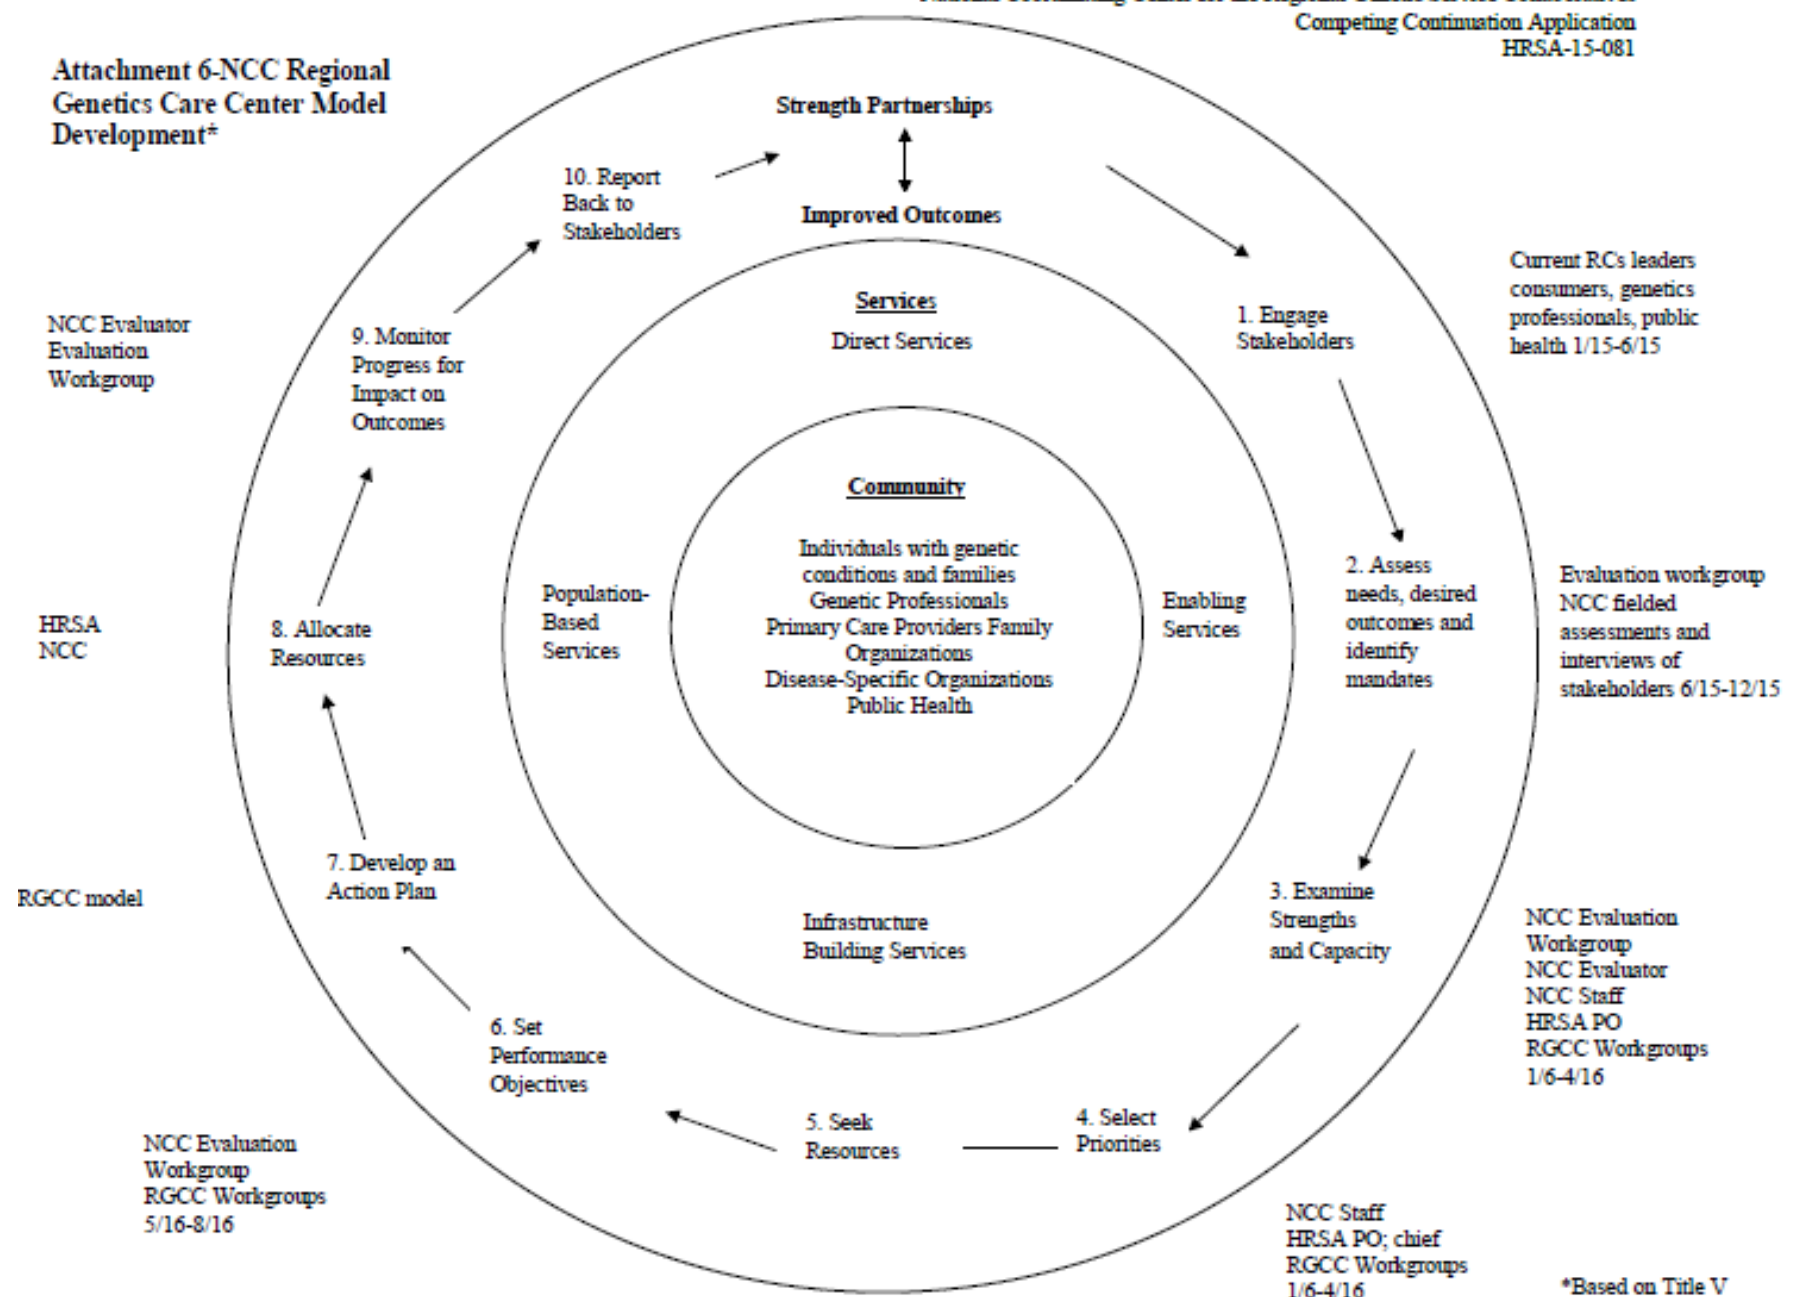 Competing Continuation Application
HRSA-15-081
Attachment 6-NCC Regional
Genetics Care Center Model
Development*
Strength Partnerships
Improved Outcomes
10. Report
Back to
Stakeholders
Services
Direct Services
1. Engage
Stakeholders
Current RCs leaders
consumers, genetics
professionals, public
health 1/15-6/15
NCC Evaluator
Evaluation
Workgroup
9. Monitor
Progress for
Impact on
Outcomes
Community
Individuals with genetic
conditions and families
Genetic Professionals
Primary Care Providers Family
Organizations
Disease-Specific Organizations
Public Health
Population-
Based
Services
Enabling
Services
2. Assess
needs, desired
outcomes and
identify
mandates
Evaluation workgroup
NCC fielded
assessments and
interviews of
stakeholders 6/15-12/15
HRSA
NCC
8. Allocate
Resources
7. Develop an
Action Plan
RGCC model
Infrastructure
Building Services
3. Examine
Strengths
and Capacity
NCC Evaluation
Workgroup
NCC Evaluator
NCC Staff
HRSA PO
RGCC Workgroups
1/6-4/16
6. Set
Performance
Objectives
5. Seek
Resources
4. Select
Priorities
NCC Evaluation
Workgroup
RGCC Workgroups
5/16-8/16
NCC Staff
HRSA PO; chief
RGCC Workgroups
1/6-4/16
*Based on Title V